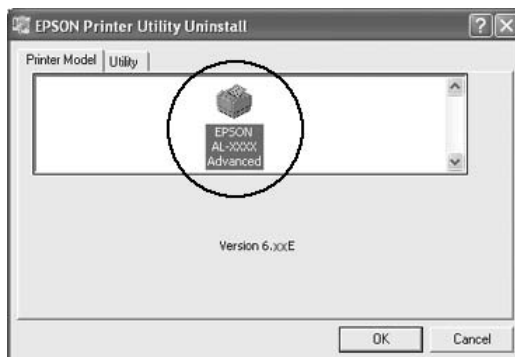 EPSON Printer Utility Uninstall
Printer Model
Utility
EPSON
AL-XXXX
Advanced
Version 6.xxE
OK
Cancel